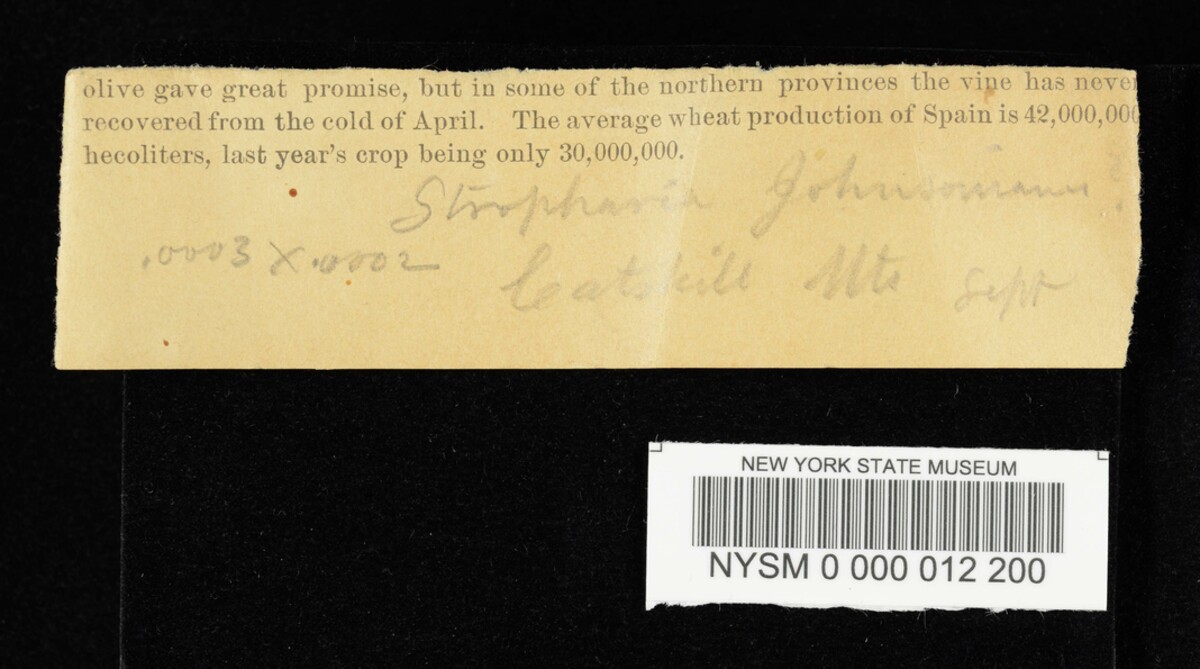 olive gave great promise, but in some of the northern provinces the vine has never
recovered from the cold of April. The average wheat production of Spain is 42,000,000
hecoliters, last year's crop being only 30,000,000.
Stropharia Johnsoniana ?
.0003 X .0002
Catskill Mts Sept
NEW YORK STATE MUSEUM
NYSM 0 000 012 200